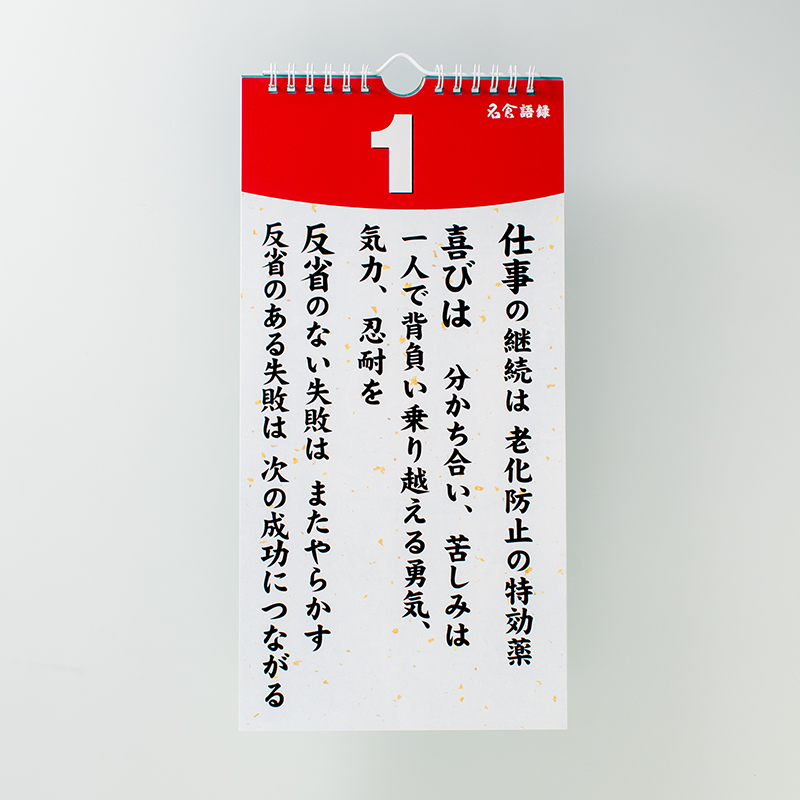 名食語録
1
仕事の継続は 老化防止の特効薬
喜びは 分かち合い、苦しみは
一人で背負い乗り越える勇気、
気力、忍耐を
反省のない失敗は またやらかす
反省のある失敗は 次の成功につながる